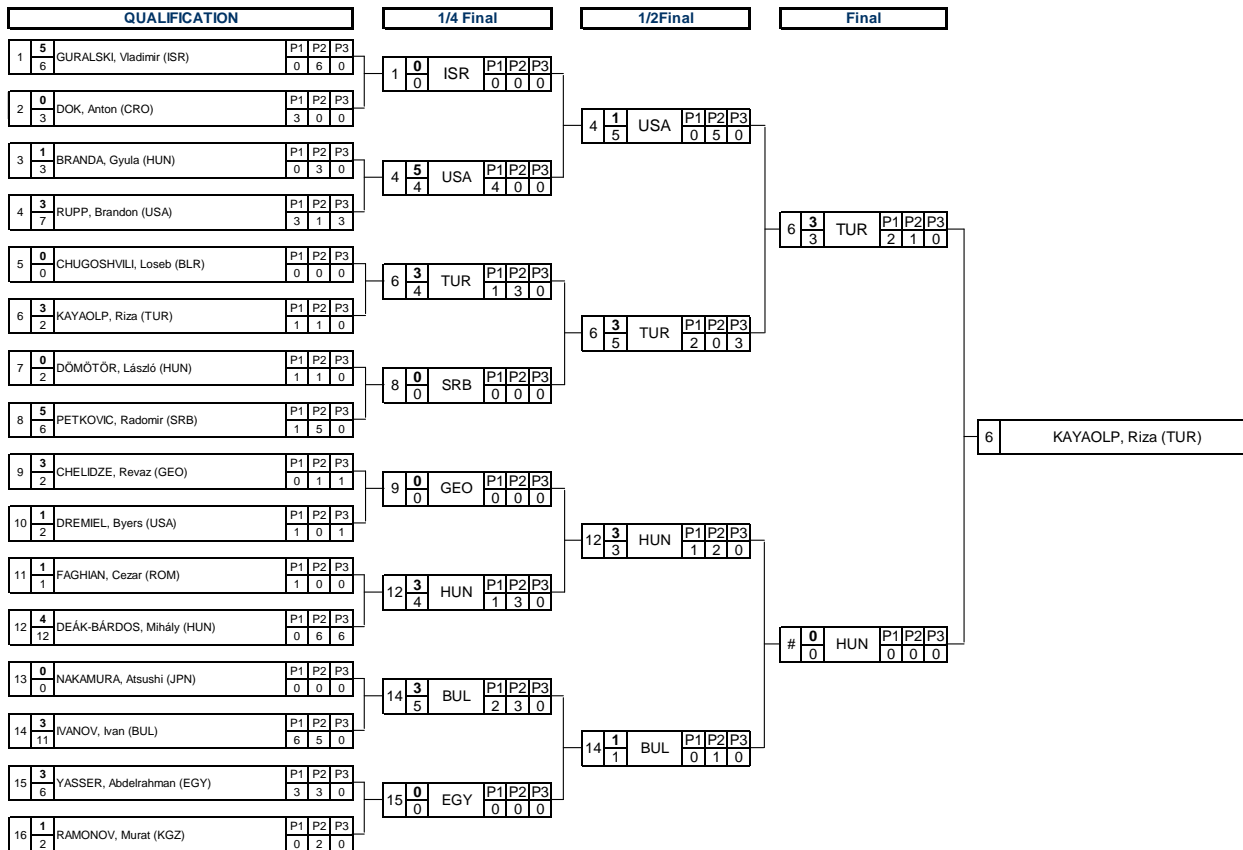 QUALIFICATION 1/4 Final 1/2Final Final
1 5 6 GURALSKI, Vladimir (ISR) P1 P2 P3 0 6 0
2 0 3 DOK, Anton (CRO) P1 P2 P3 3 0 0
3 1 3 BRANDA, Gyula (HUN) P1 P2 P3 0 3 0
4 3 7 RUPP, Brandon (USA) P1 P2 P3 3 1 3
5 0 0 CHUGOSHVILI, Loseb (BLR) P1 P2 P3 0 0 0
6 3 2 KAYAOLP, Riza (TUR) P1 P2 P3 1 1 0
7 0 2 DÖMÖTÖR, László (HUN) P1 P2 P3 1 1 0
8 5 6 PETKOVIC, Radomir (SRB) P1 P2 P3 1 5 0
9 3 2 CHELIDZE, Revaz (GEO) P1 P2 P3 0 1 1
10 1 2 DREMIEL, Byers (USA) P1 P2 P3 1 0 1
11 1 1 FAGHIAN, Cezar (ROM) P1 P2 P3 1 0 0
12 4 12 DEÁK-BÁRDOS, Mihály (HUN) P1 P2 P3 0 6 6
13 0 0 NAKAMURA, Atsushi (JPN) P1 P2 P3 0 0 0
14 3 11 IVANOV, Ivan (BUL) P1 P2 P3 6 5 0
15 3 6 YASSER, Abdelrahman (EGY) P1 P2 P3 3 3 0
16 1 2 RAMONOV, Murat (KGZ) P1 P2 P3 0 2 0
1 0 0 ISR P1 P2 P3 0 0 0
4 5 4 USA P1 P2 P3 4 0 0
6 3 4 TUR P1 P2 P3 1 3 0
8 0 0 SRB P1 P2 P3 0 0 0
9 0 0 GEO P1 P2 P3 0 0 0
12 3 4 HUN P1 P2 P3 1 3 0
14 3 5 BUL P1 P2 P3 2 3 0
15 0 0 EGY P1 P2 P3 0 0 0
4 1 5 USA P1 P2 P3 0 5 0
6 3 5 TUR P1 P2 P3 2 0 3
12 3 3 HUN P1 P2 P3 1 2 0
14 1 1 BUL P1 P2 P3 0 1 0
6 3 3 TUR P1 P2 P3 2 1 0
# 0 0 HUN P1 P2 P3 0 0 0
6 KAYAOLP, Riza (TUR)